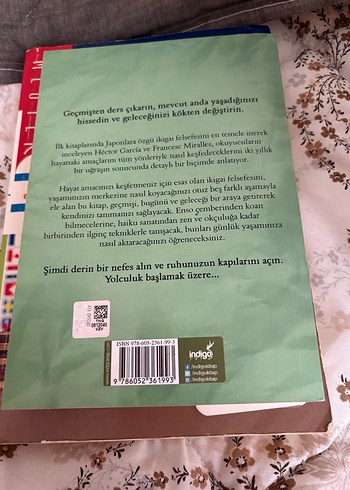 Geçmişten ders çıkarın, mevcut anda yaşadığınızı
hissedin ve geleceğinizi kökten değiştirin.
İlk kitaplarında Japonlara özgü ikigai felsefesini en temele inerek
inceleyen Héctor García ve Francesc Miralles, okuyucuların
hayattaki amaçlarını tüm yönleriyle nasıl keşfedeceklerini iki yıllık
bir uğraşın sonucunda detaylı bir biçimde anlatıyor.
Hayat amacınızı keşfetmeniz için esas olan ikigai felsefesini,
yaşamınızın merkezine nasıl koyacağınızı otuz beş farklı aşamayla
ele alan bu kitap, geçmişi, bugünü ve geleceği bir araya getirerek
kendinizi tanımanızı sağlayacak. Enso çemberinden koan
bilmecelerine, haiku sanatından zen ve okçuluğa kadar
birbirinden ilginç tekniklerle tanışacak, bunları günlük yaşamınıza
nasıl aktaracağınızı öğreneceksiniz.
Şimdi derin bir nefes alın ve ruhunuzun kapılarını açın.
Yolculuk başlamak üzere...
ISBN 978-605-2361-99-3
9 786052 361993
indigo
/indigokitap
/indigokitap
/indigokitap